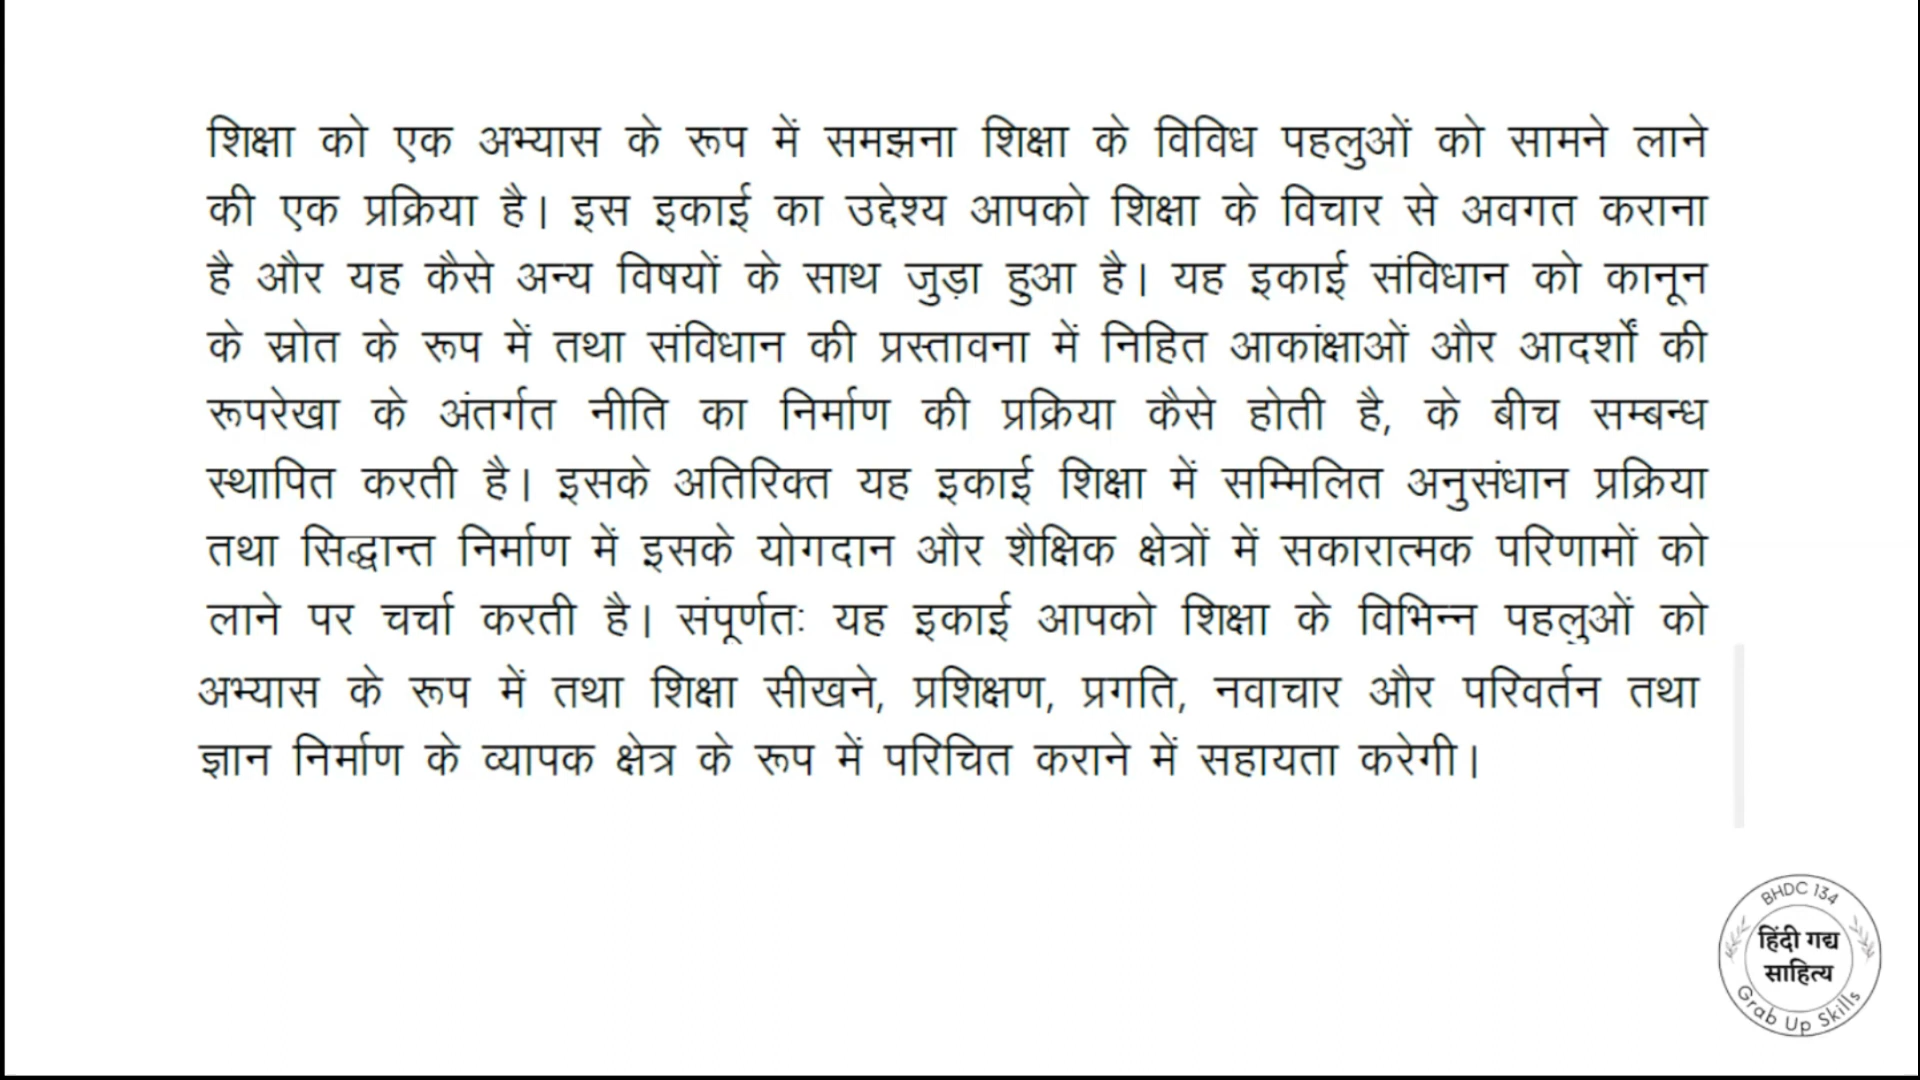 शिक्षा को एक अभ्यास के रूप में समझना शिक्षा के विविध पहलुओं को सामने लाने
की एक प्रक्रिया है। इस इकाई का उद्देश्य आपको शिक्षा के विचार से अवगत कराना
है और यह कैसे अन्य विषयों के साथ जुड़ा हुआ है। यह इकाई संविधान को कानून
के स्रोत के रूप में तथा संविधान की प्रस्तावना में निहित आकांक्षाओं और आदर्शों की
रूपरेखा के अंतर्गत नीति का निर्माण की प्रक्रिया कैसे होती है, के बीच सम्बन्ध
स्थापित करती है। इसके अतिरिक्त यह इकाई शिक्षा में सम्मिलित अनुसंधान प्रक्रिया
तथा सिद्धान्त निर्माण में इसके योगदान और शैक्षिक क्षेत्रों में सकारात्मक परिणामों को
लाने पर चर्चा करती है। संपूर्णतः यह इकाई आपको शिक्षा के विभिन्न पहलुओं को
अभ्यास के रूप में तथा शिक्षा सीखने, प्रशिक्षण, प्रगति, नवाचार और परिवर्तन तथा
ज्ञान निर्माण के व्यापक क्षेत्र के रूप में परिचित कराने में सहायता करेगी।
BHDC 134
हिंदी गद्य
साहित्य
Grab Up Skills